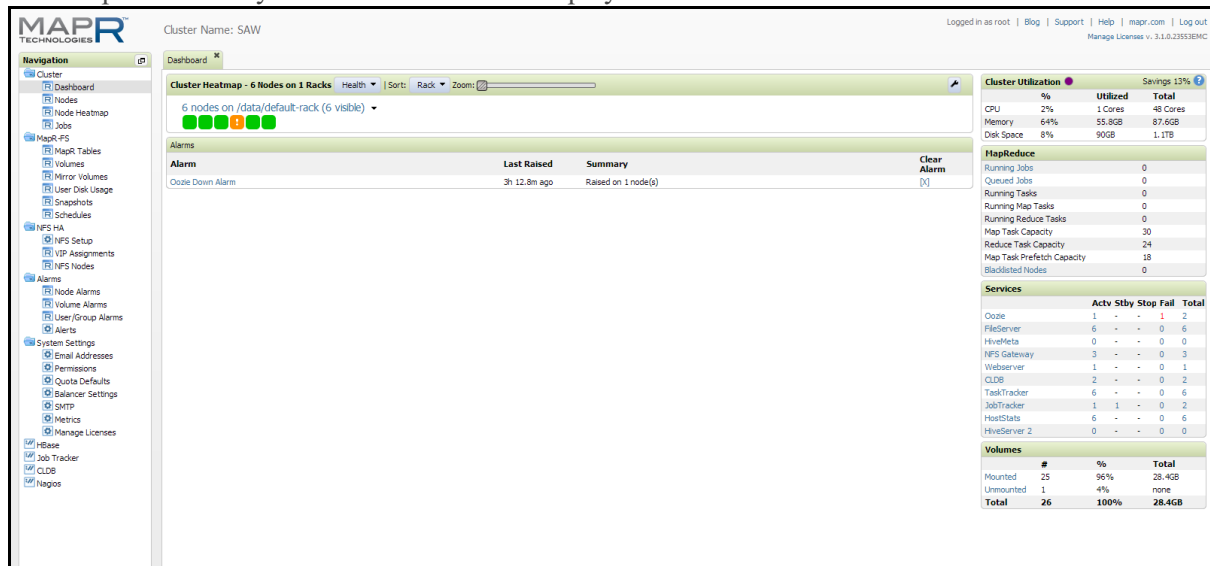 MAPR™
TECHNOLOGIES
Cluster Name: SAW
Logged in as root | Blog | Support | Help | mapr.com | Log out
Manage Licenses v. 3.1.0.23553EMC
Navigation
Cluster
Dashboard
Nodes
Node Heatmap
Jobs
MapR-FS
MapR Tables
Volumes
Mirror Volumes
User Disk Usage
Snapshots
Schedules
NFS HA
NFS Setup
VIP Assignments
NFS Nodes
Alarms
Node Alarms
Volume Alarms
User/Group Alarms
Alerts
System Settings
Email Addresses
Permissions
Quota Defaults
Balancer Settings
SMTP
Metrics
Manage Licenses
HBase
Job Tracker
CLDB
Nagios
Dashboard
Cluster Heatmap - 6 Nodes on 1 Racks Health | Sort: Rack Zoom:
6 nodes on /data/default-rack (6 visible)
Alarms
Alarm Last Raised Summary Clear Alarm
Oozie Down Alarm 3h 12.8m ago Raised on 1 node(s) [X]
Cluster Utilization Savings 13% ?
% Utilized Total
CPU 2% 1 Cores 48 Cores
Memory 64% 55.8GB 87.6GB
Disk Space 8% 90GB 1.1TB
MapReduce
Running Jobs 0
Queued Jobs 0
Running Tasks 0
Running Map Tasks 0
Running Reduce Tasks 0
Map Task Capacity 30
Reduce Task Capacity 24
Map Task Prefetch Capacity 18
Blacklisted Nodes 0
Services
Actv Stby Stop Fail Total
Oozie 1 - - 1 2
FileServer 6 - - 0 6
HiveMeta 0 - - 0 0
NFS Gateway 3 - - 0 3
Webserver 1 - - 0 1
CLDB 2 - - 0 2
TaskTracker 6 - - 0 6
JobTracker 1 1 - 0 2
HostStats 6 - - 0 6
HiveServer 2 0 - - 0 0
Volumes
# % Total
Mounted 25 96% 28.4GB
Unmounted 1 4% none
Total 26 100% 28.4GB